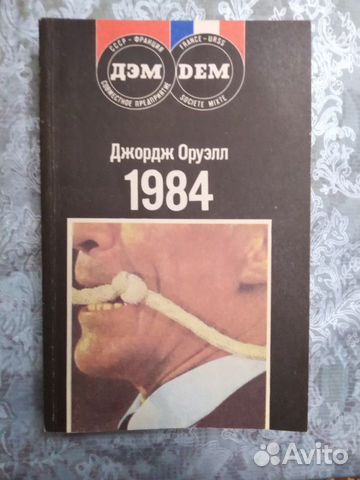 СССР - ФРАНЦИЯ
ДЭМ
СОВМЕСТНОЕ ПРЕДПРИЯТИЕ
FRANCE - URSS
DEM
SOCIETE MIXTE
Джордж Оруэлл
1984
Avito